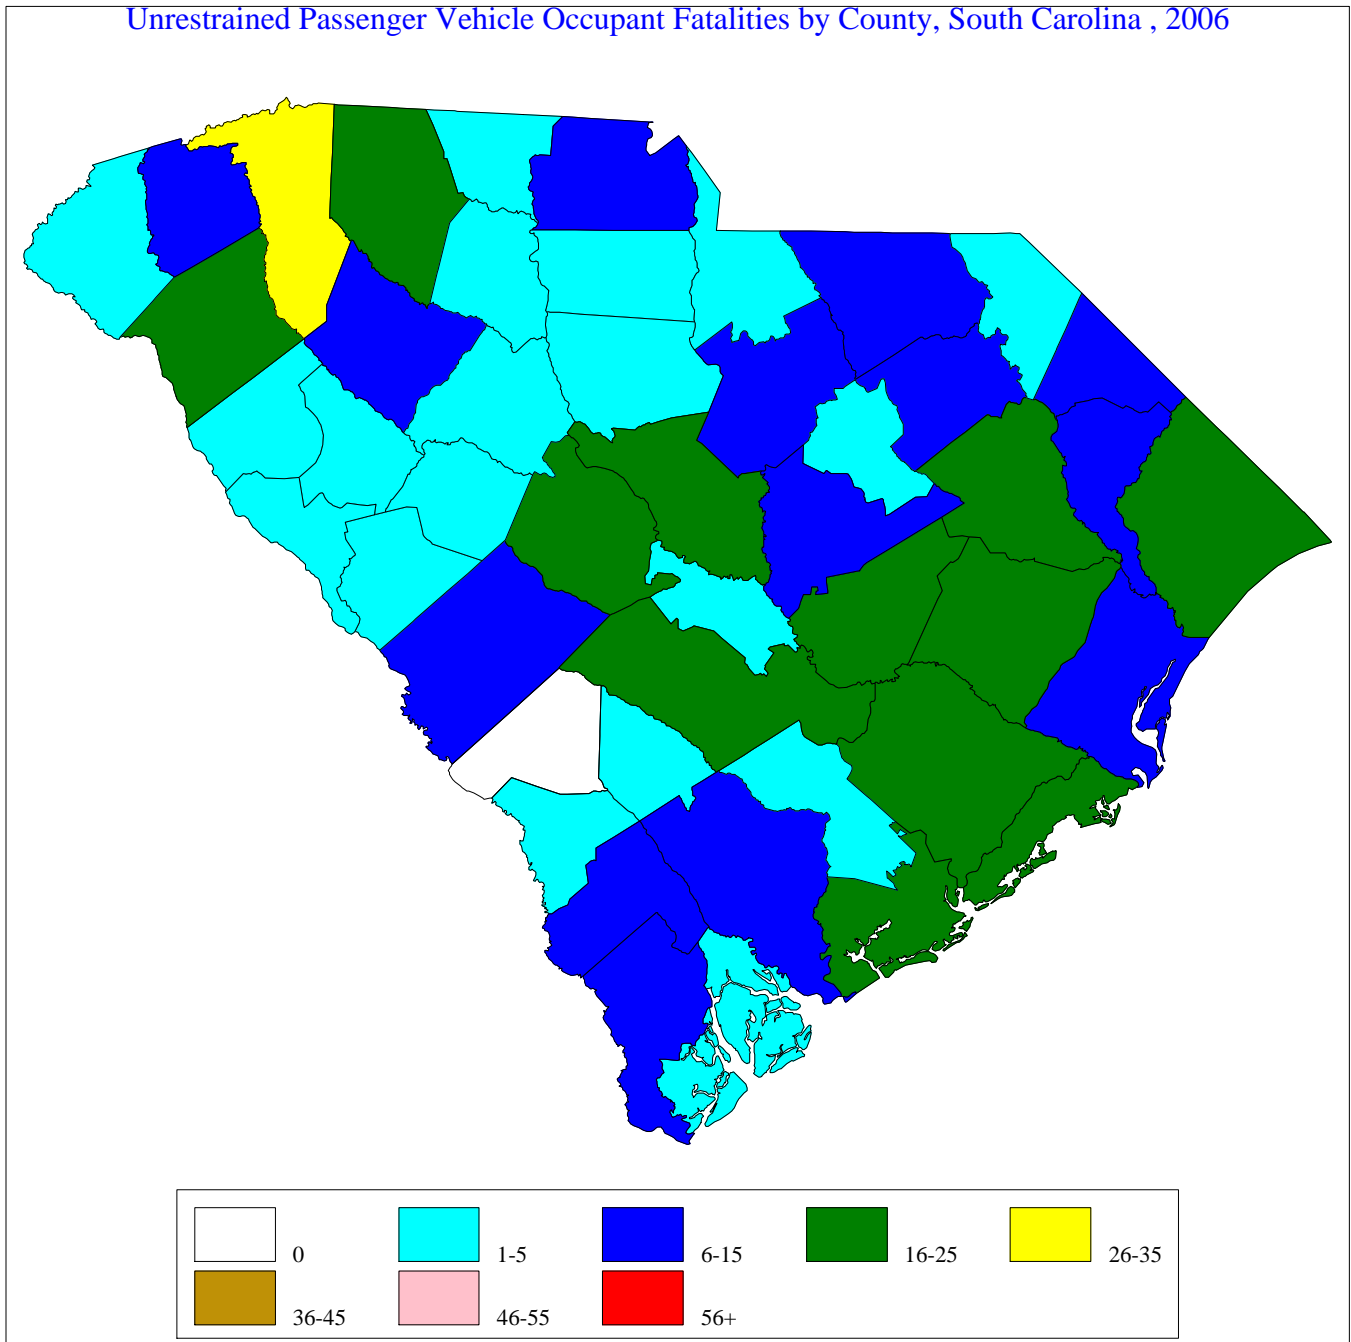 Unrestrained Passenger Vehicle Occupant Fatalities by County, South Carolina , 2006
0 1-5 6-15 16-25 26-35
36-45 46-55 56+